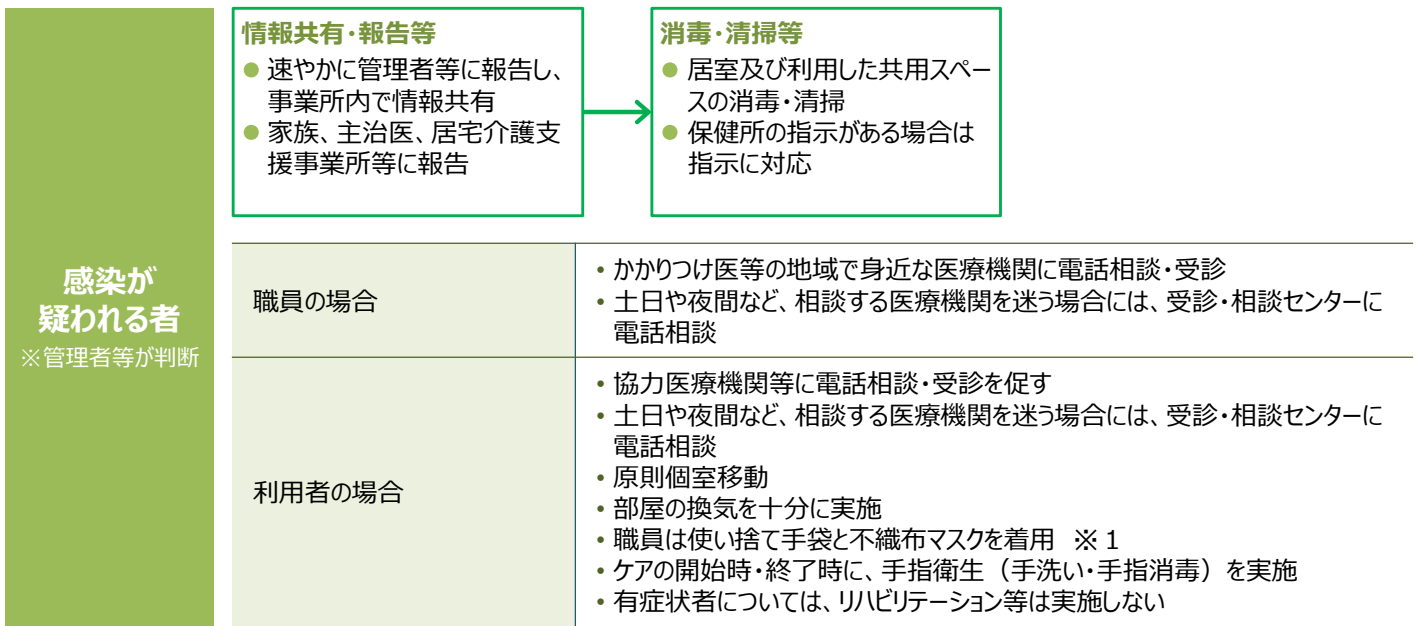 感染が
疑われる者
※管理者等が判断
情報共有・報告等
● 速やかに管理者等に報告し、
事業所内で情報共有
● 家族、主治医、居宅介護支
援事業所等に報告
消毒・清掃等
● 居室及び利用した共用スペー
スの消毒・清掃
● 保健所の指示がある場合は
指示に対応
職員の場合
• かかりつけ医等の地域で身近な医療機関に電話相談・受診
• 土日や夜間など、相談する医療機関を迷う場合には、受診・相談センターに
電話相談
利用者の場合
• 協力医療機関等に電話相談・受診を促す
• 土日や夜間など、相談する医療機関を迷う場合には、受診・相談センターに
電話相談
• 原則個室移動
• 部屋の換気を十分に実施
• 職員は使い捨て手袋と不織布マスクを着用　※１
• ケアの開始時・終了時に、手指衛生（手洗い・手指消毒）を実施
• 有症状者については、リハビリテーション等は実施しない